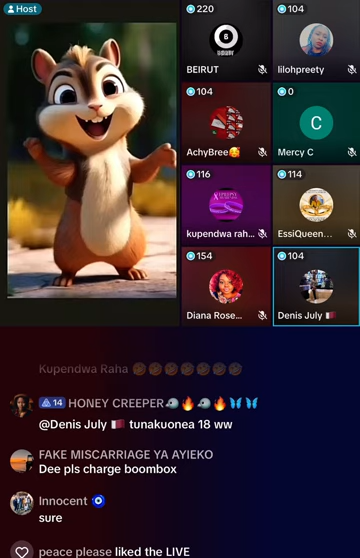 Host
220
BEIRUT
104
lilohpreety
104
AchyBree🥰
0
C
Mercy C
116
kupendwa rah...
114
EssiQueen...
154
Diana Rose...
104
Denis July 🇶🇦
Kupendwa Raha
14 HONEY CREEPER🦔🔥🦔🔥🦋🦋
@Denis July 🇶🇦 tunakuonea 18 ww
FAKE MISCARRIAGE YA AYIEKO
Dee pls charge boombox
Innocent 🧿
sure
peace please liked the LIVE